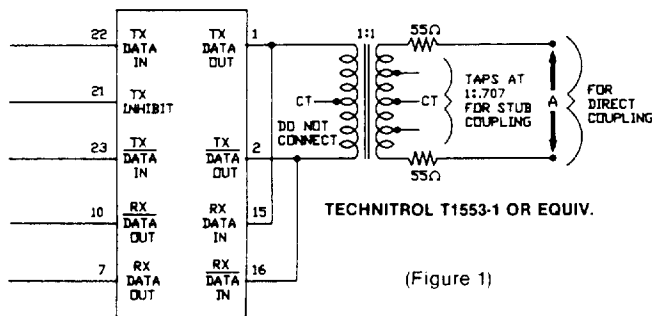 22
TX
DATA
IN
TX
DATA
OUT
1
1:1
55Ω
21
TX
INHIBIT
CT
DO NOT
CONNECT
TAPS AT
1:.707
CT
FOR STUB
COUPLING
A
FOR
DIRECT
COUPLING
23
TX
DATA
IN
TX
DATA
OUT
2
55Ω
10
RX
DATA
OUT
RX
DATA
IN
15
TECHNITROL T1553-1 OR EQUIV.
7
RX
DATA
OUT
RX
DATA
IN
16
(Figure 1)